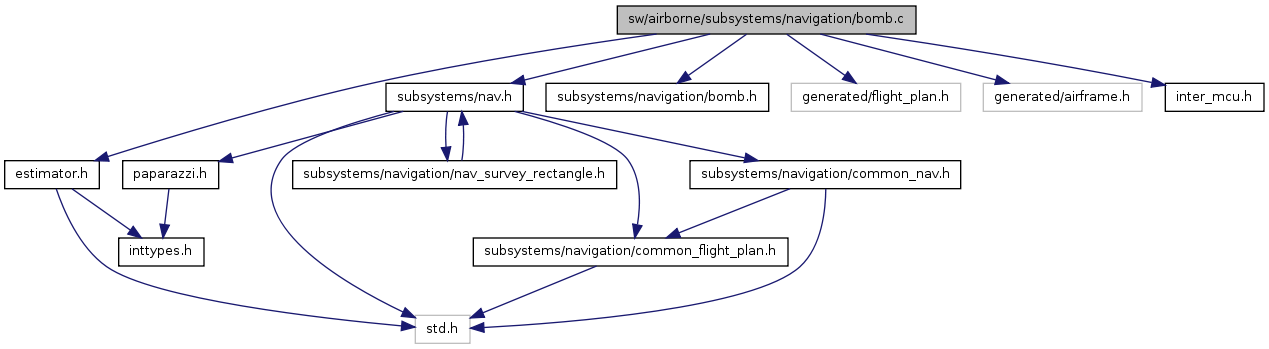 sw/airborne/subsystems/navigation/bomb.c
subsystems/nav.h
subsystems/navigation/bomb.h
generated/flight_plan.h
generated/airframe.h
inter_mcu.h
estimator.h
paparazzi.h
subsystems/navigation/nav_survey_rectangle.h
subsystems/navigation/common_nav.h
inttypes.h
subsystems/navigation/common_flight_plan.h
std.h